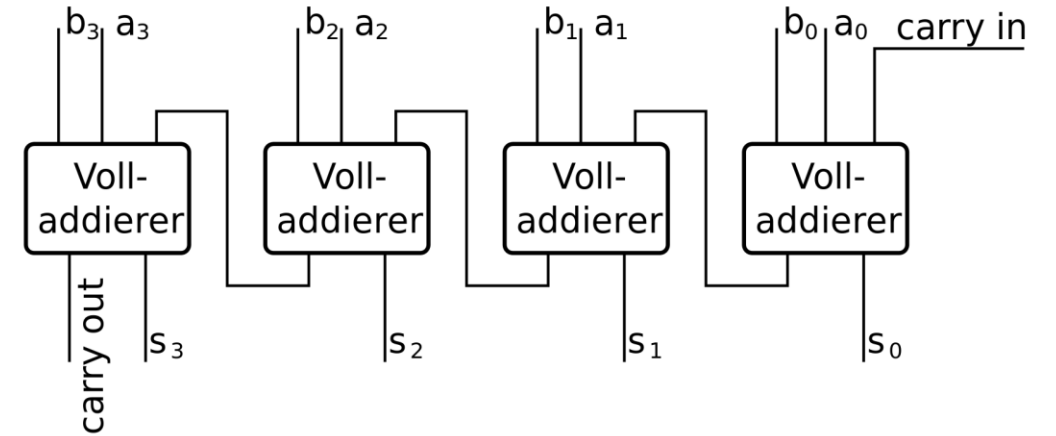 b₃ a₃ b₂ a₂ b₁ a₁ b₀ a₀ carry in
Voll- Voll- Voll- Voll-
addierer addierer addierer addierer
carry out s₃ s₂ s₁ s₀